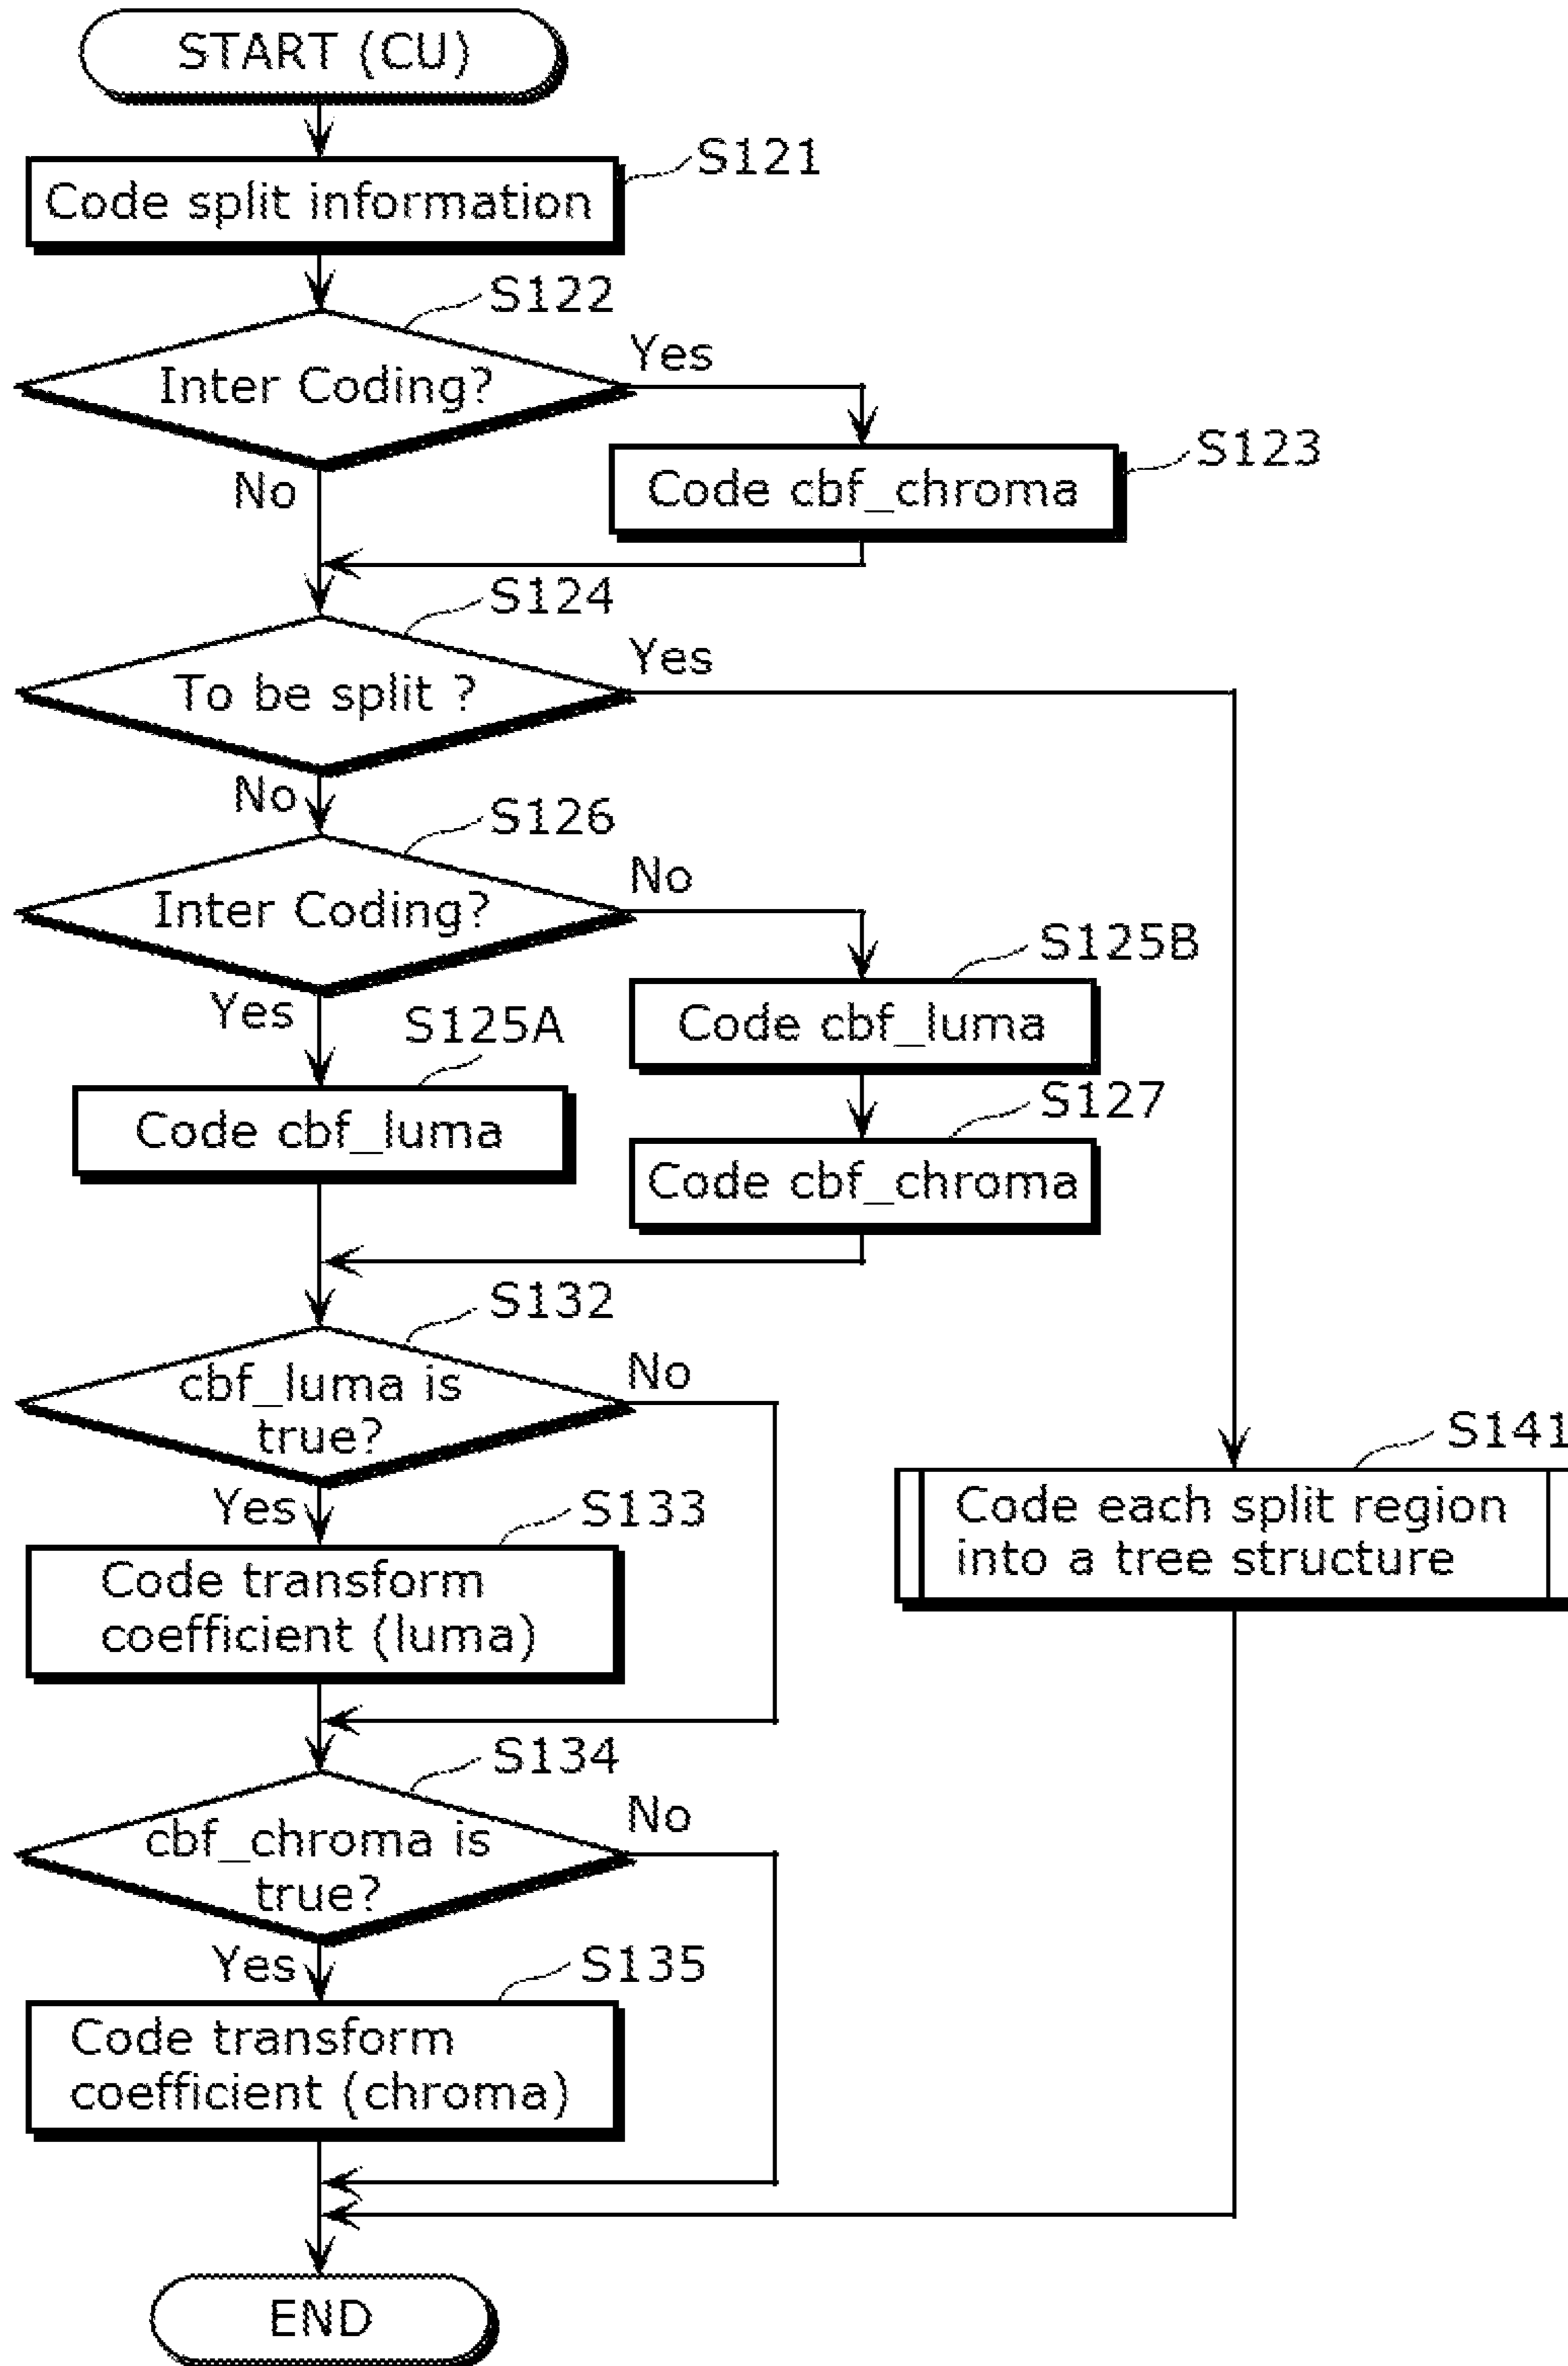 START (CU)
S121
Code split information
S122
Inter Coding?
Yes
No
S123
Code cbf_chroma
S124
To be split ?
Yes
No
S126
Inter Coding?
No
Yes
S125B
Code cbf_luma
S125A
Code cbf_luma
S127
Code cbf_chroma
S132
cbf_luma is
true?
No
Yes
S141
Code each split region
into a tree structure
S133
Code transform
coefficient (luma)
S134
cbf_chroma is
true?
No
Yes
S135
Code transform
coefficient (chroma)
END